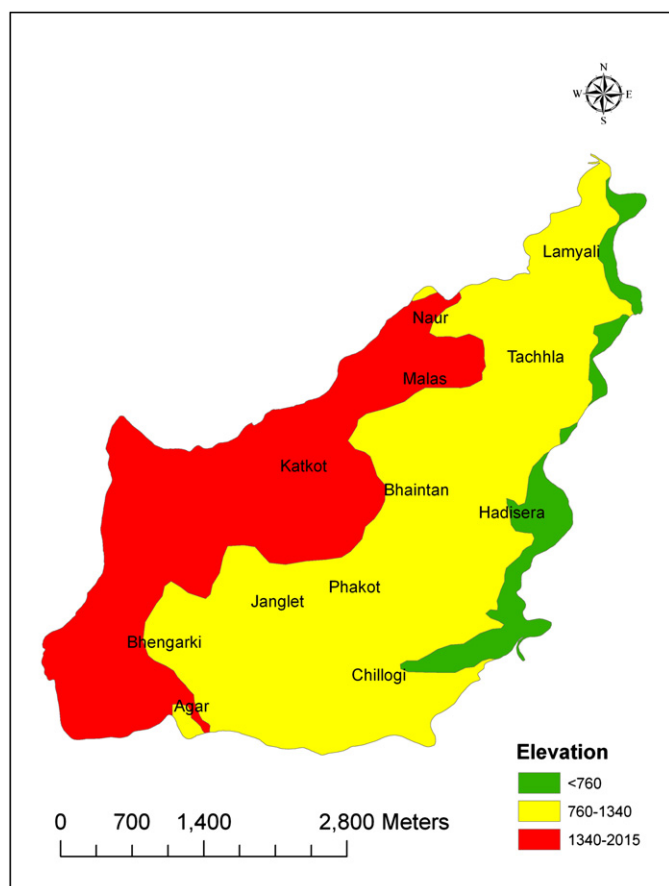 N
W E
S
Lamyali
Naur
Tachhla
Malas
Katkot
Bhaintan
Hadisera
Phakot
Janglet
Bhengarki
Chillogi
Agar
Elevation
<760
760-1340
1340-2015
0 700 1,400 2,800 Meters